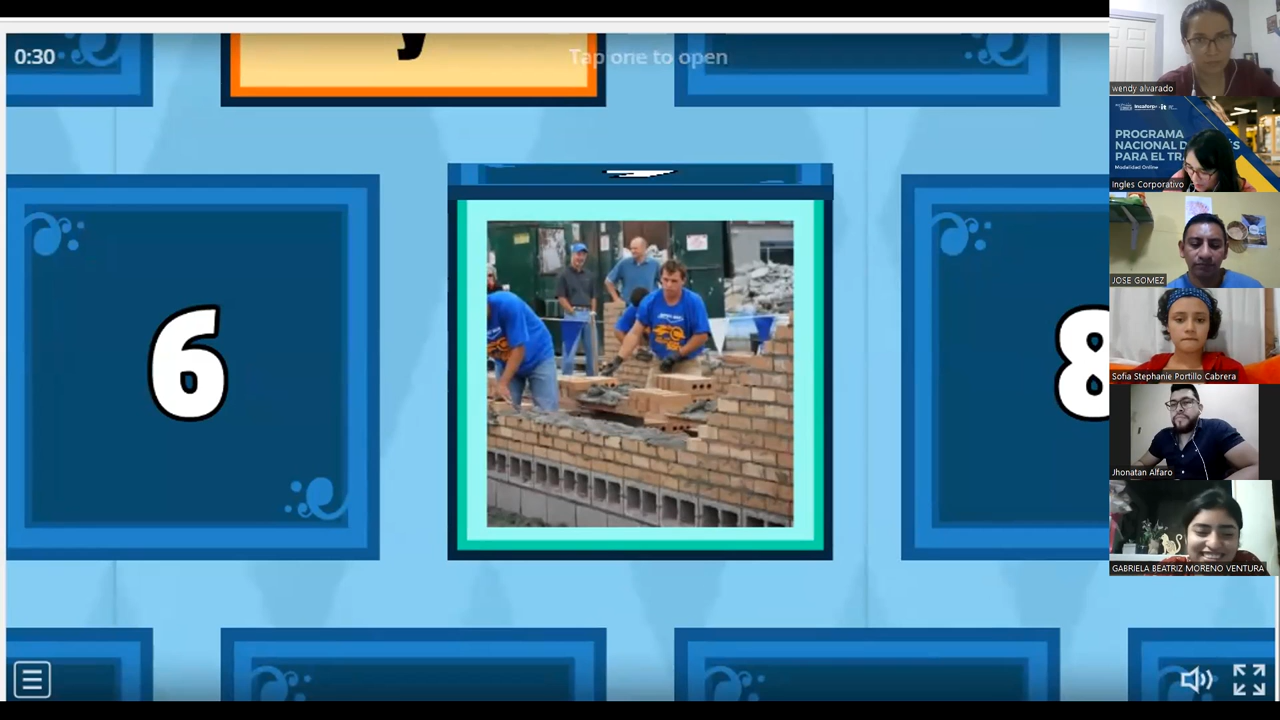 0:30
y
Tap one to open
6
8
wendy alvarado
PROGRAMA
NACIONAL D
PARA EL TR
Modalidad Online
Ingles Corporativo
JOSE GOMEZ
Sofia Stephanie Portillo Cabrera
Jhonatan Alfaro
GABRIELA BEATRIZ MORENO VENTURA